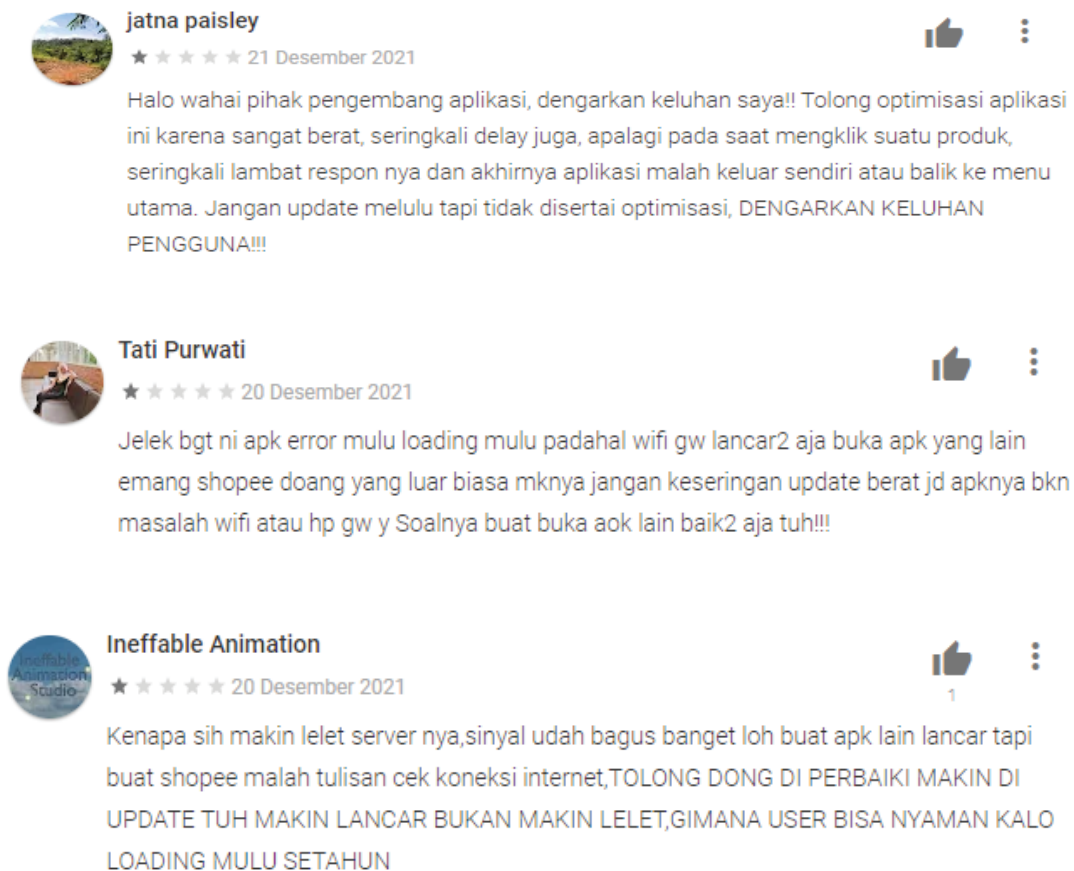 jatna paisley
21 Desember 2021
Halo wahai pihak pengembang aplikasi, dengarkan keluhan saya!! Tolong optimisasi aplikasi
ini karena sangat berat, seringkali delay juga, apalagi pada saat mengklik suatu produk,
seringkali lambat respon nya dan akhirnya aplikasi malah keluar sendiri atau balik ke menu
utama. Jangan update melulu tapi tidak disertai optimisasi, DENGARKAN KELUHAN
PENGGUNA!!!
Tati Purwati
20 Desember 2021
Jelek bgt ni apk error mulu loading mulu padahal wifi gw lancar2 aja buka apk yang lain
emang shopee doang yang luar biasa mknya jangan keseringan update berat jd apknya bkn
masalah wifi atau hp gw y Soalnya buat buka aok lain baik2 aja tuh!!!
Ineffable Animation
Ineffable
Animation
Studio
20 Desember 2021
1
Kenapa sih makin lelet server nya,sinyal udah bagus banget loh buat apk lain lancar tapi
buat shopee malah tulisan cek koneksi internet,TOLONG DONG DI PERBAIKI MAKIN DI
UPDATE TUH MAKIN LANCAR BUKAN MAKIN LELET,GIMANA USER BISA NYAMAN KALO
LOADING MULU SETAHUN